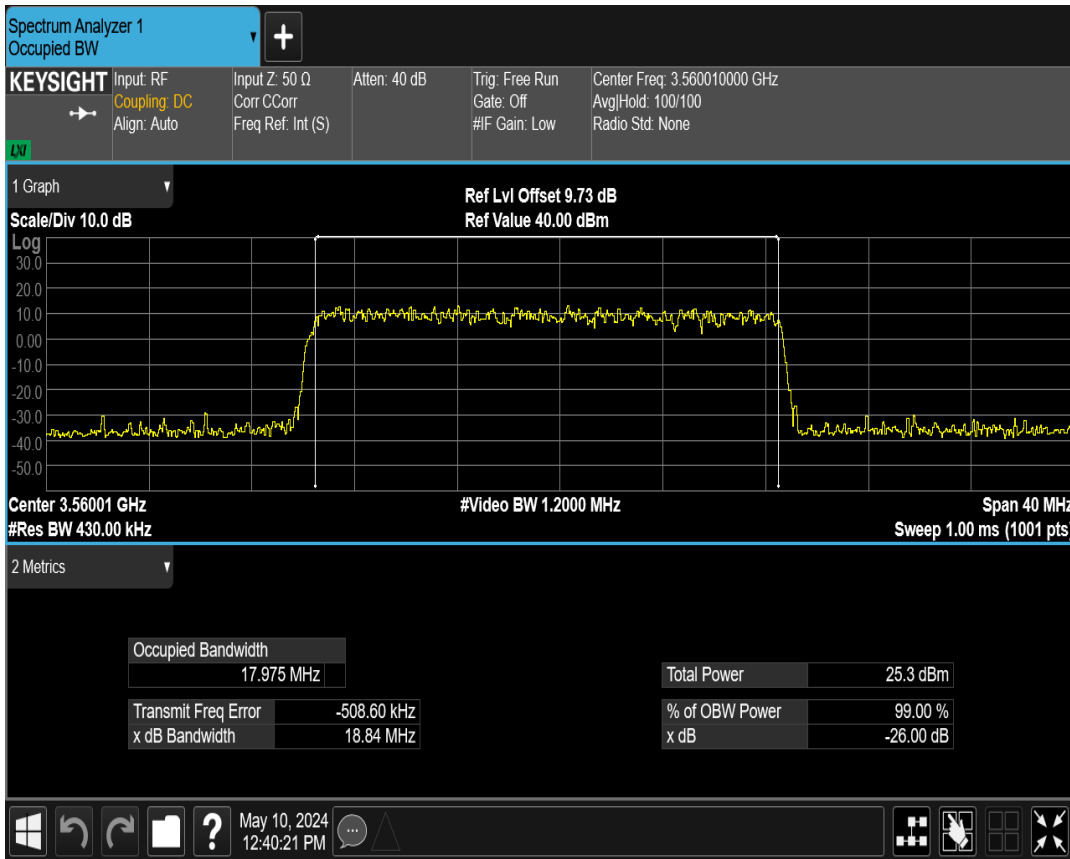 Spectrum Analyzer 1
Occupied BW
KEYSIGHT
LXI
Input: RF
Coupling: DC
Align: Auto
Input Z: 50 Ω
Corr CCorr
Freq Ref: Int (S)
Atten: 40 dB
Trig: Free Run
Gate: Off
#IF Gain: Low
Center Freq: 3.560010000 GHz
Avg|Hold: 100/100
Radio Std: None
1 Graph
Scale/Div 10.0 dB
Ref Lvl Offset 9.73 dB
Ref Value 40.00 dBm
Log
30.0
20.0
10.0
0.00
-10.0
-20.0
-30.0
-40.0
-50.0
Center 3.56001 GHz
#Video BW 1.2000 MHz
Span 40 MHz
#Res BW 430.00 kHz
Sweep 1.00 ms (1001 pts)
2 Metrics
Occupied Bandwidth
17.975 MHz
Total Power 25.3 dBm
Transmit Freq Error -508.60 kHz
% of OBW Power 99.00 %
x dB Bandwidth 18.84 MHz
x dB -26.00 dB
?
May 10, 2024
12:40:21 PM